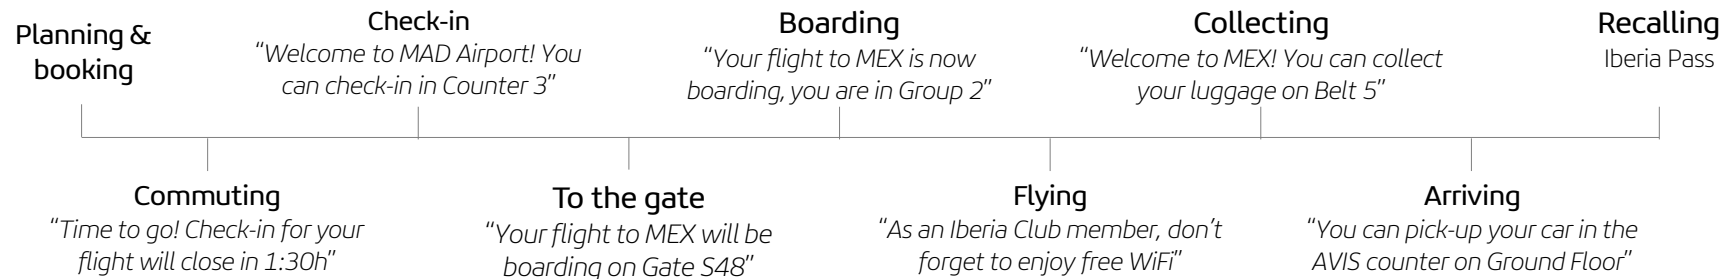 Planning &
booking
Check-in
"Welcome to MAD Airport! You
can check-in in Counter 3"
Boarding
"Your flight to MEX is now
boarding, you are in Group 2"
Collecting
"Welcome to MEX! You can collect
your luggage on Belt 5"
Recalling
Iberia Pass
Commuting
"Time to go! Check-in for your
flight will close in 1:30h"
To the gate
"Your flight to MEX will be
boarding on Gate S48"
Flying
"As an Iberia Club member, don't
forget to enjoy free WiFi"
Arriving
"You can pick-up your car in the
AVIS counter on Ground Floor"